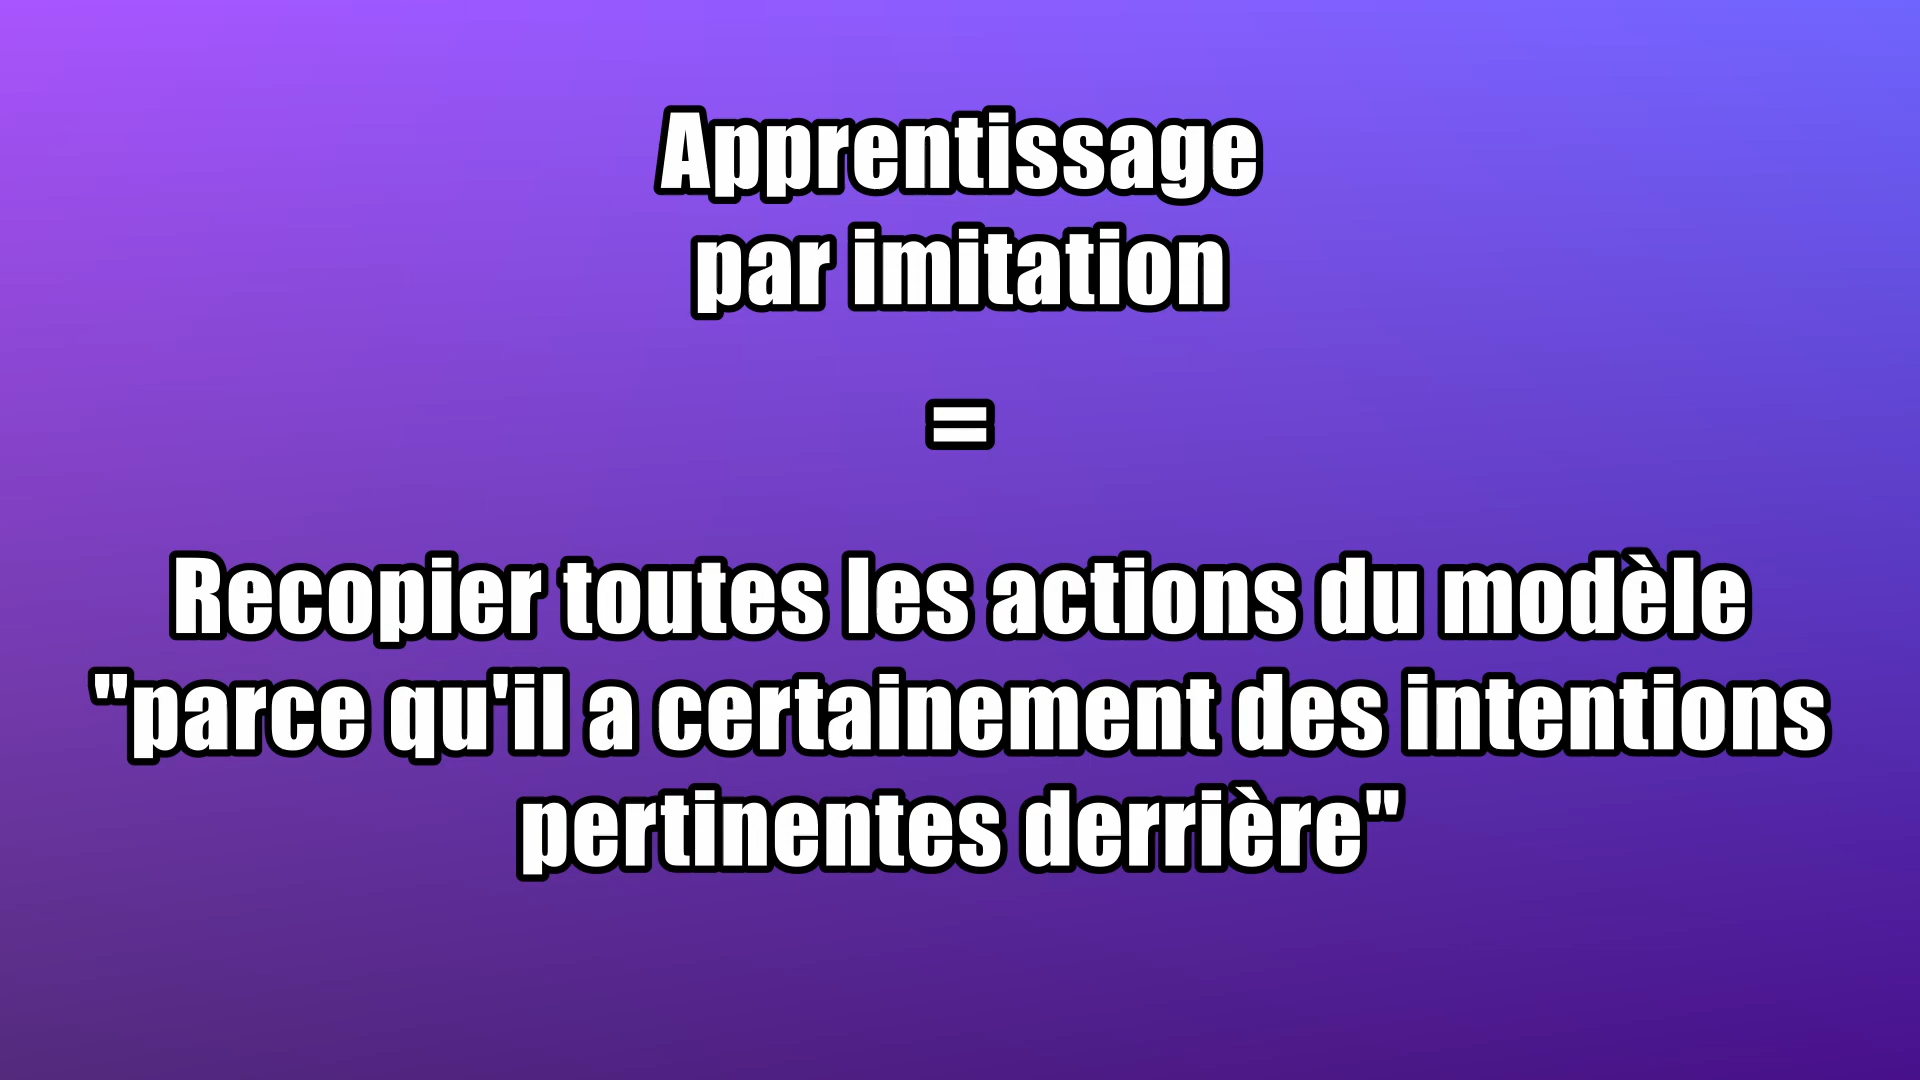 Apprentissage
par imitation
=
Recopier toutes les actions du modèle
"parce qu'il a certainement des intentions
pertinentes derrière"